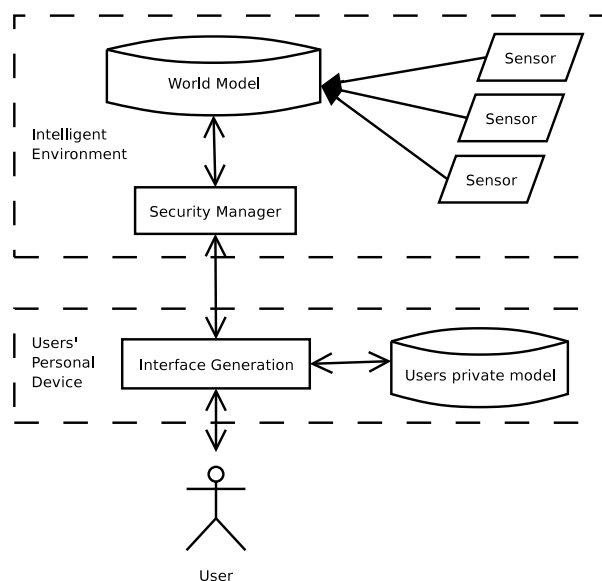 Sensor
World Model
Sensor
Intelligent
Environment
Sensor
Security Manager
Users'
Personal
Device
Interface Generation
Users private model
User